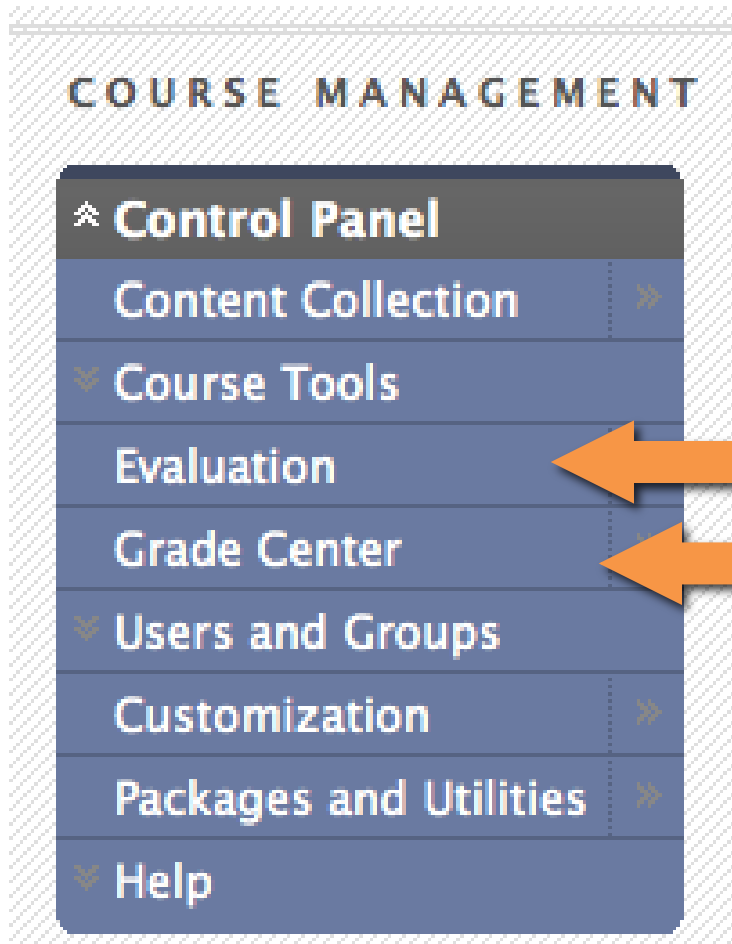 COURSE MANAGEMENT
Control Panel
Content Collection
Course Tools
Evaluation
Grade Center
Users and Groups
Customization
Packages and Utilities
Help